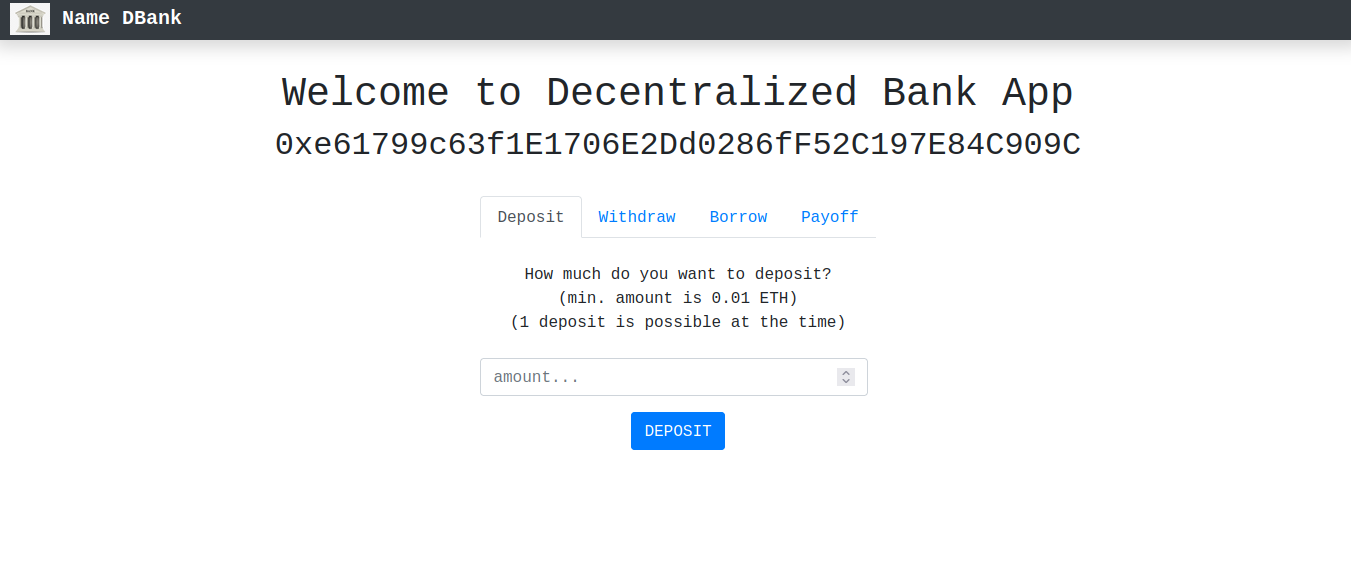 Name DBank
Welcome to Decentralized Bank App
0xe61799c63f1E1706E2Dd0286fF52C197E84C909C
Deposit Withdraw Borrow Payoff
How much do you want to deposit?
(min. amount is 0.01 ETH)
(1 deposit is possible at the time)
amount...
DEPOSIT